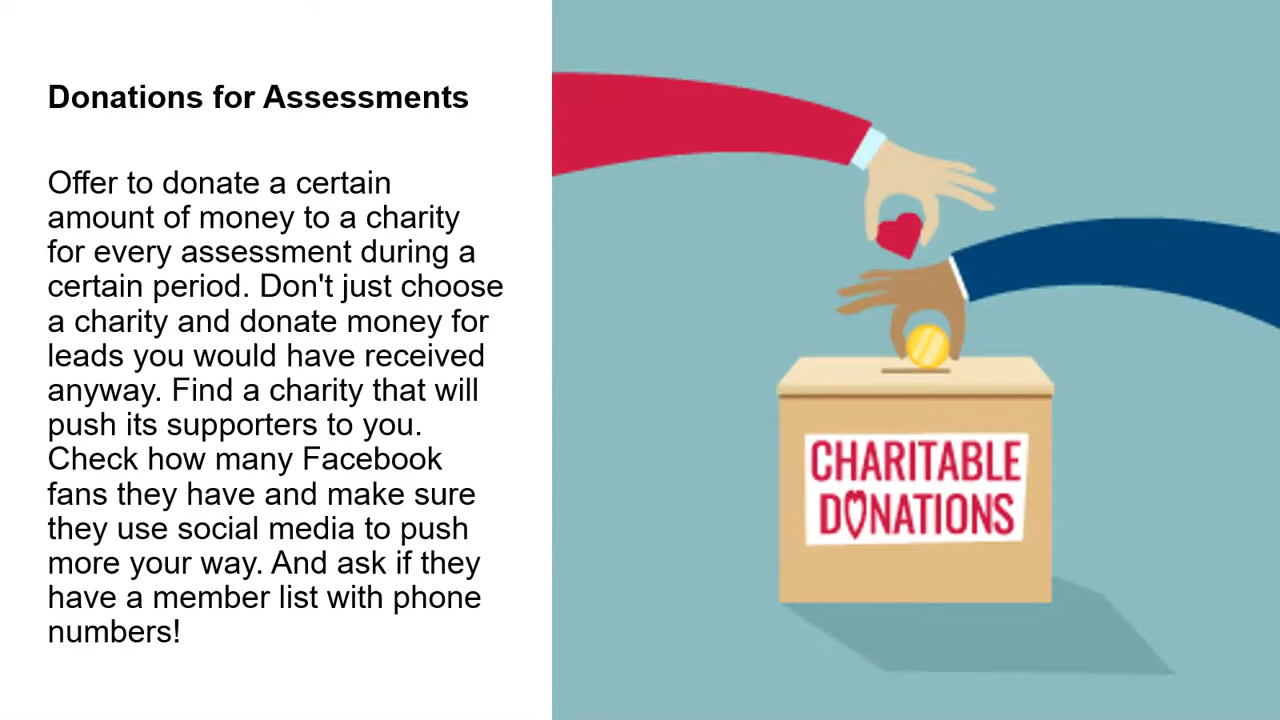 Donations for Assessments
Offer to donate a certain
amount of money to a charity
for every assessment during a
certain period. Don't just choose
a charity and donate money for
leads you would have received
anyway. Find a charity that will
push its supporters to you.
Check how many Facebook
fans they have and make sure
they use social media to push
more your way. And ask if they
have a member list with phone
numbers!
CHARITABLE
DONATIONS